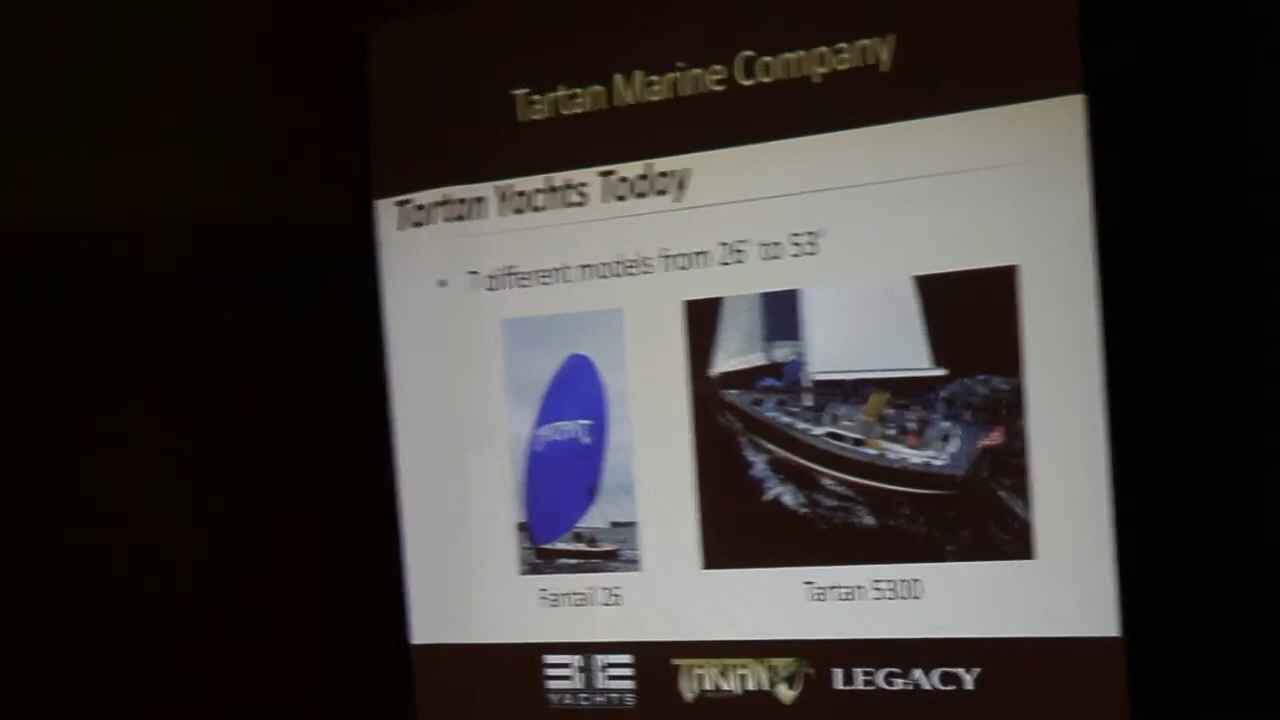 Tartan Marine Company
Tartan Yachts Today
• 7 different models from 26' to 53'
TARTAN
Fantail 26
Tartan 5300
YACHTS
TARTAN
LEGACY